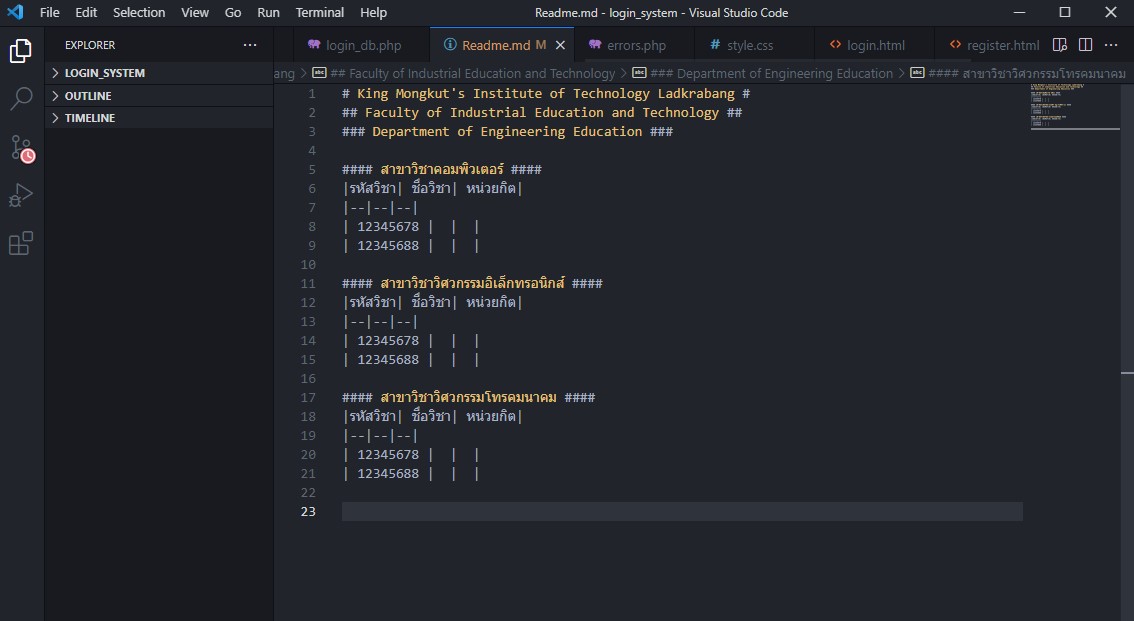 File Edit Selection View Go Run Terminal Help Readme.md - login_system - Visual Studio Code
EXPLORER
login_db.php Readme.md M errors.php style.css login.html register.html
LOGIN_SYSTEM
OUTLINE
TIMELINE
ang > ## Faculty of Industrial Education and Technology > ### Department of Engineering Education > #### สาขาวิชาวิศวกรรมโทรคมนาคม
1 # King Mongkut's Institute of Technology Ladkrabang #
2 ## Faculty of Industrial Education and Technology ##
3 ### Department of Engineering Education ###
4
5 #### สาขาวิชาคอมพิวเตอร์ ####
6 |รหัสวิชา| ชื่อวิชา| หน่วยกิต|
7 |--|--|--|
8 | 12345678 | | |
9 | 12345688 | | |
10
11 #### สาขาวิชาวิศวกรรมอิเล็กทรอนิกส์ ####
12 |รหัสวิชา| ชื่อวิชา| หน่วยกิต|
13 |--|--|--|
14 | 12345678 | | |
15 | 12345688 | | |
16
17 #### สาขาวิชาวิศวกรรมโทรคมนาคม ####
18 |รหัสวิชา| ชื่อวิชา| หน่วยกิต|
19 |--|--|--|
20 | 12345678 | | |
21 | 12345688 | | |
22
23